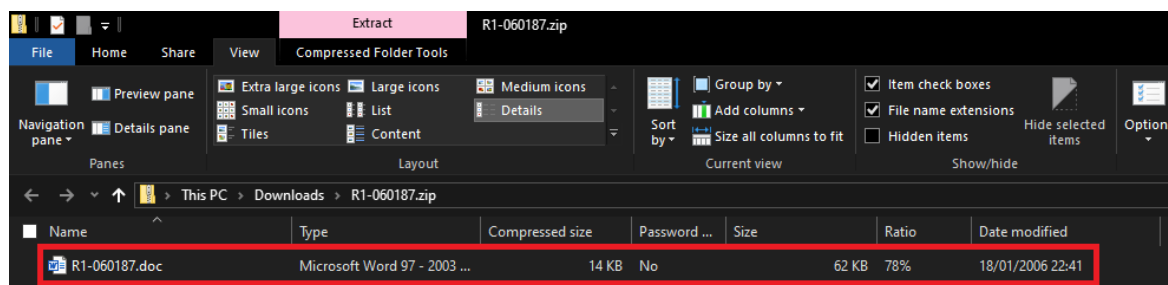 Extract R1-060187.zip
File Home Share View Compressed Folder Tools
Extra large icons Large icons Medium icons
Small icons List Details
Tiles Content
Navigation pane
Preview pane
Details pane
Sort by
Group by
Add columns
Size all columns to fit
Item check boxes
File name extensions
Hidden items
Hide selected items
Option
Panes Layout Current view Show/hide
This PC > Downloads > R1-060187.zip
Name Type Compressed size Password ... Size Ratio Date modified
R1-060187.doc Microsoft Word 97 - 2003 ... 14 KB No 62 KB 78% 18/01/2006 22:41